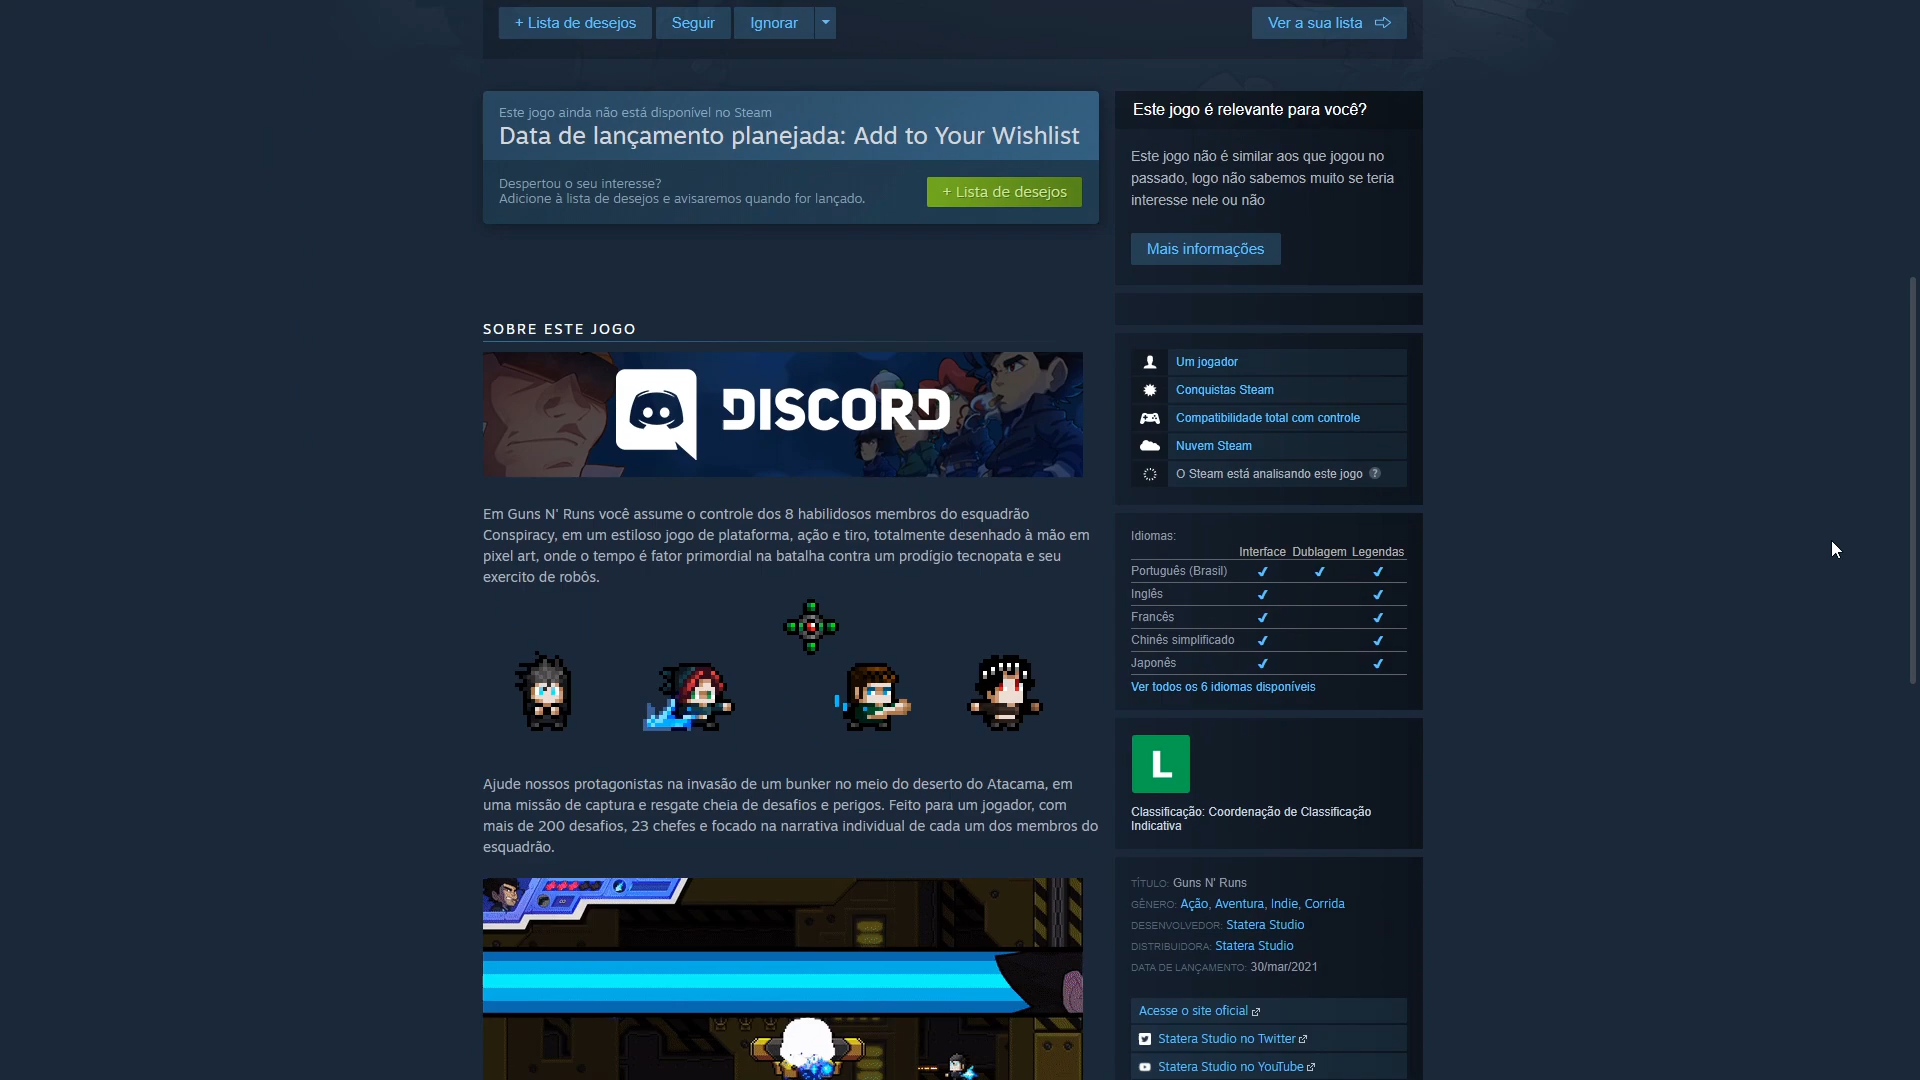 + Lista de desejos
Seguir
Ignorar
Ver a sua lista
Este jogo ainda não está disponível no Steam
Data de lançamento planejada: Add to Your Wishlist
Despertou o seu interesse?
Adicione à lista de desejos e avisaremos quando for lançado.
+ Lista de desejos
SOBRE ESTE JOGO
DISCORD
Em Guns N' Runs você assume o controle dos 8 habilidosos membros do esquadrão
Conspiracy, em um estiloso jogo de plataforma, ação e tiro, totalmente desenhado à mão em
pixel art, onde o tempo é fator primordial na batalha contra um prodígio tecnopata e seu
exercito de robôs.
Ajude nossos protagonistas na invasão de um bunker no meio do deserto do Atacama, em
uma missão de captura e resgate cheia de desafios e perigos. Feito para um jogador, com
mais de 200 desafios, 23 chefes e focado na narrativa individual de cada um dos membros do
esquadrão.
Este jogo é relevante para você?
Este jogo não é similar aos que jogou no
passado, logo não sabemos muito se teria
interesse nele ou não
Mais informações
Um jogador
Conquistas Steam
Compatibilidade total com controle
Nuvem Steam
O Steam está analisando este jogo ?
Idiomas:
Interface Dublagem Legendas
Português (Brasil) ✔ ✔ ✔
Inglês ✔ ✔
Francês ✔ ✔
Chinês simplificado ✔ ✔
Japonês ✔ ✔
Ver todos os 6 idiomas disponíveis
L
Classificação: Coordenação de Classificação
Indicativa
TÍTULO: Guns N' Runs
GÊNERO: Ação, Aventura, Indie, Corrida
DESENVOLVEDOR: Statera Studio
DISTRIBUIDORA: Statera Studio
DATA DE LANÇAMENTO: 30/mar/2021
Acesse o site oficial
Statera Studio no Twitter
Statera Studio no YouTube